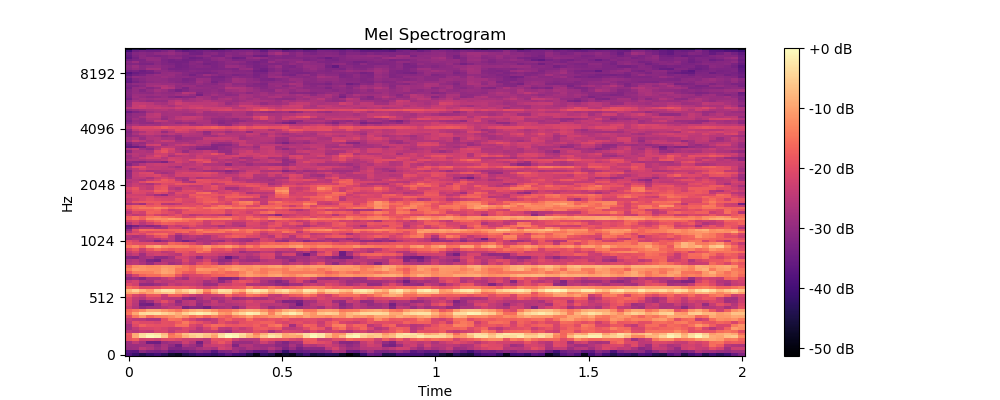 Mel Spectrogram
Hz
8192
4096
2048
1024
512
0
0 0.5 1 1.5 2
Time
+0 dB
-10 dB
-20 dB
-30 dB
-40 dB
-50 dB